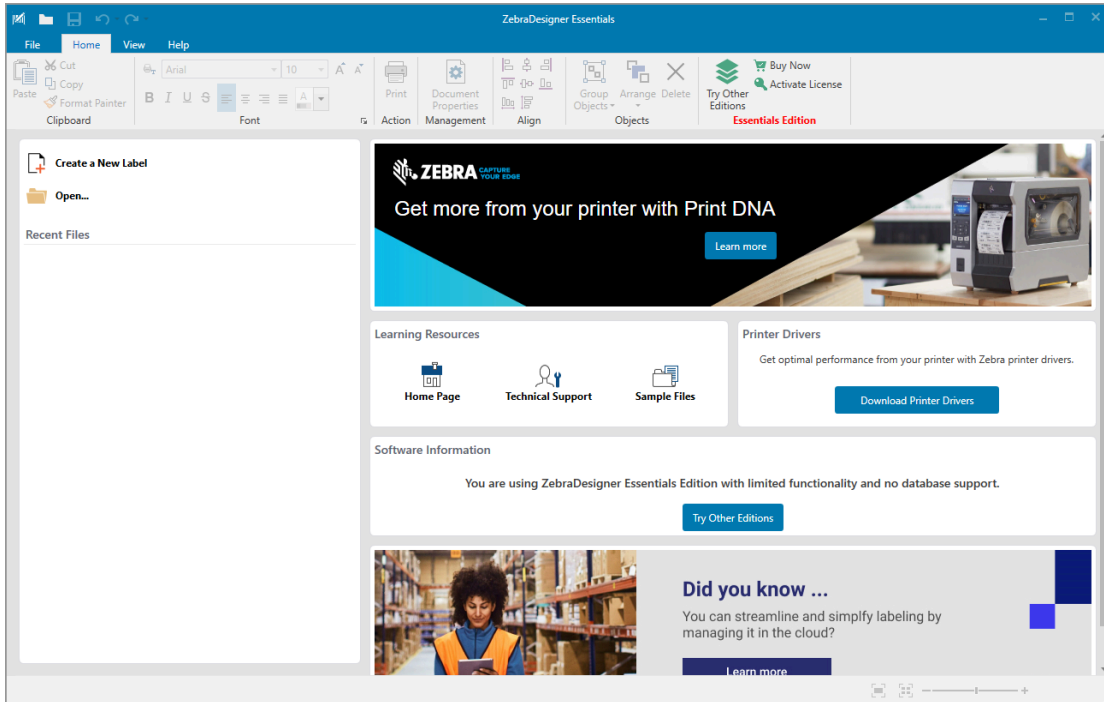 ZebraDesigner Essentials
File Home View Help
Paste
Cut
Copy
Format Painter
Clipboard
Arial 10
B I U S
Font
Print
Action
Document
Properties
Management
Align
Group
Objects
Arrange
Delete
Objects
Try Other
Editions
Buy Now
Activate License
Essentials Edition
Create a New Label
Open...
Recent Files
ZEBRA CAPTURE
YOUR EDGE
Get more from your printer with Print DNA
Learn more
Learning Resources
Home Page
Technical Support
Sample Files
Printer Drivers
Get optimal performance from your printer with Zebra printer drivers.
Download Printer Drivers
Software Information
You are using ZebraDesigner Essentials Edition with limited functionality and no database support.
Try Other Editions
Did you know ...
You can streamline and simplfy labeling by
managing it in the cloud?
Learn more